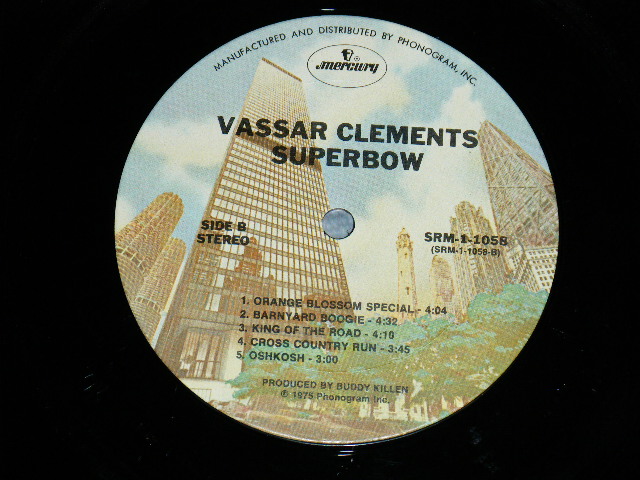 MANUFACTURED AND DISTRIBUTED BY PHONOGRAM, INC.
mercury
VASSAR CLEMENTS
SUPERBOW
SIDE B
STEREO
SRM-1-1058
(SRM-1-1058-B)
1. ORANGE BLOSSOM SPECIAL - 4:04
2. BARNYARD BOOGIE - 4:32
3. KING OF THE ROAD - 4:10
4. CROSS COUNTRY RUN - 3:45
5. OSHKOSH - 3:00
PRODUCED BY BUDDY KILLEN
℗ 1975 Phonogram Inc.